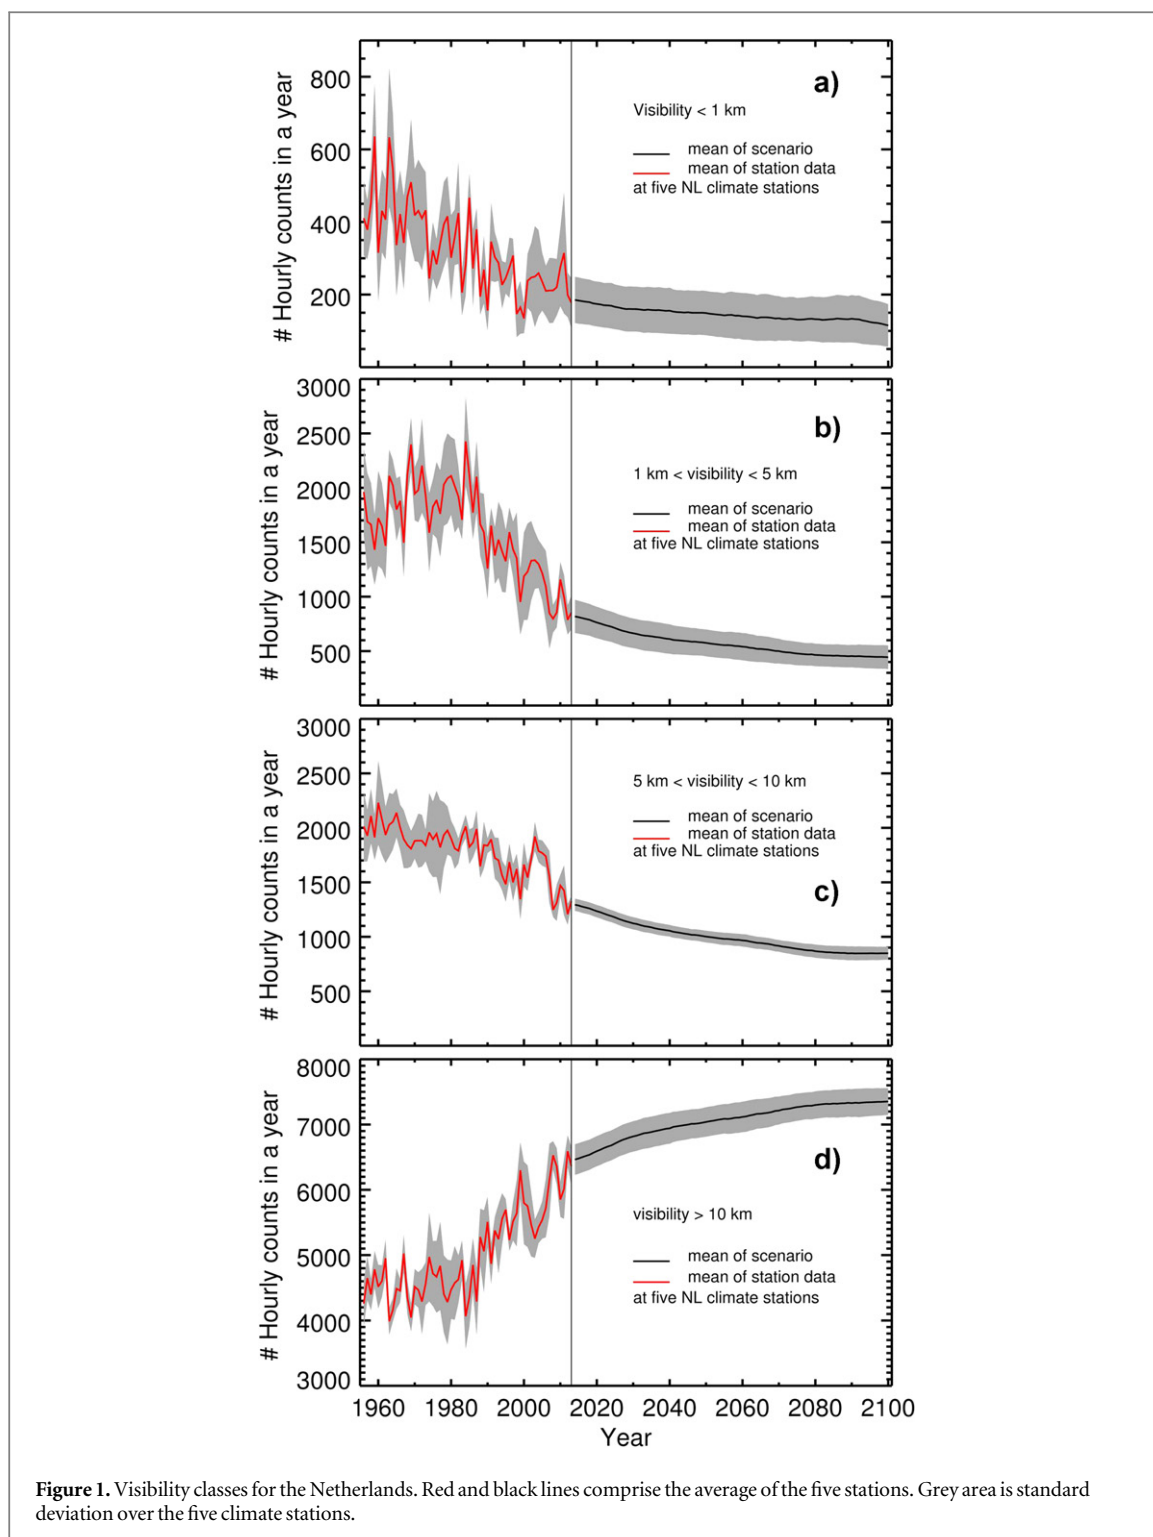 # Hourly counts in a year
800
600
400
200
a)
Visibility < 1 km
mean of scenario
mean of station data
at five NL climate stations
# Hourly counts in a year
3000
2500
2000
1500
1000
500
b)
1 km < visibility < 5 km
mean of scenario
mean of station data
at five NL climate stations
# Hourly counts in a year
3000
2500
2000
1500
1000
500
5 km < visibility < 10 km
mean of scenario
mean of station data
at five NL climate stations
c)
# Hourly counts in a year
8000
7000
6000
5000
4000
3000
d)
visibility > 10 km
mean of scenario
mean of station data
at five NL climate stations
1960 1980 2000 2020 2040 2060 2080 2100
Year
Figure 1. Visibility classes for the Netherlands. Red and black lines comprise the average of the five stations. Grey area is standard
deviation over the five climate stations.